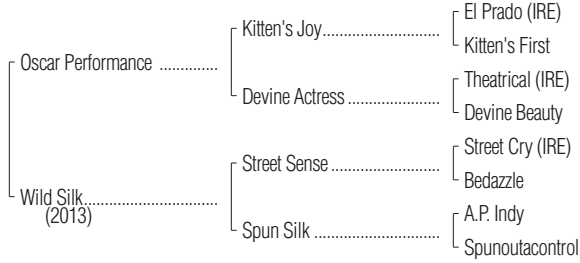 El Prado (IRE)
Kitten's Joy........................
Kitten's First
Oscar Performance ............
Theatrical (IRE)
Devine Actress ...................
Devine Beauty
Street Cry (IRE)
Street Sense ......................
Bedazzle
Wild Silk............................
(2013)
A.P. Indy
Spun Silk ..........................
Spunoutacontrol